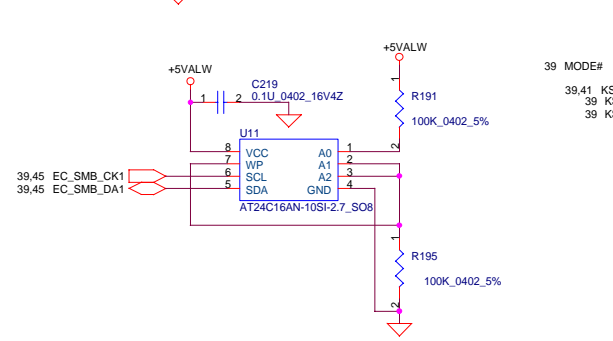 +5VALW
+5VALW
39 MODE#
C219
1 2 0.1U_0402_16V4Z
39,41 KS
39 KS
39 KS
1
R191
100K_0402_5%
2
U11
8 VCC A0 1
7 WP A1 2
39,45 EC_SMB_CK1 6 SCL A2 3
39,45 EC_SMB_DA1 5 SDA GND 4
AT24C16AN-10SI-2.7_SO8
1
R195
100K_0402_5%
2